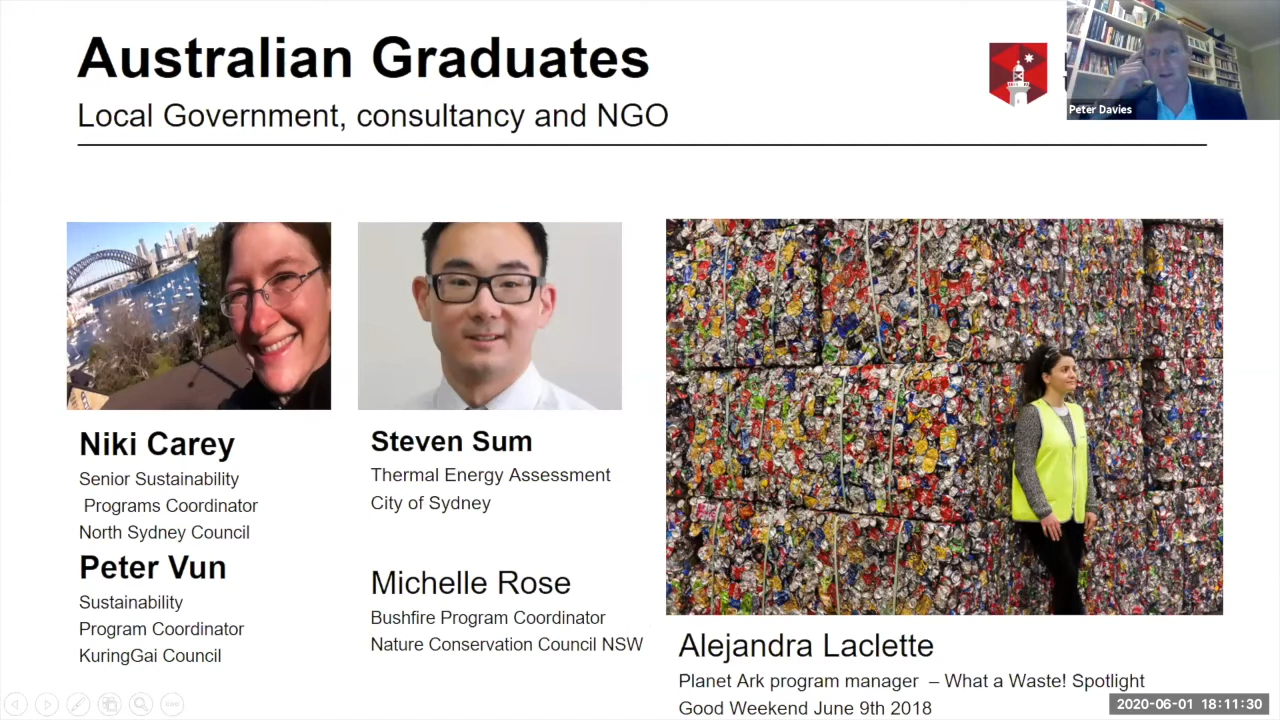 Australian Graduates
Local Government, consultancy and NGO
Peter Davies
Niki Carey
Senior Sustainability
Programs Coordinator
North Sydney Council
Peter Vun
Sustainability
Program Coordinator
KuringGai Council
Steven Sum
Thermal Energy Assessment
City of Sydney
Michelle Rose
Bushfire Program Coordinator
Nature Conservation Council NSW
Alejandra Laclette
Planet Ark program manager – What a Waste! Spotlight
Good Weekend June 9th 2018
2020-06-01 18:11:30